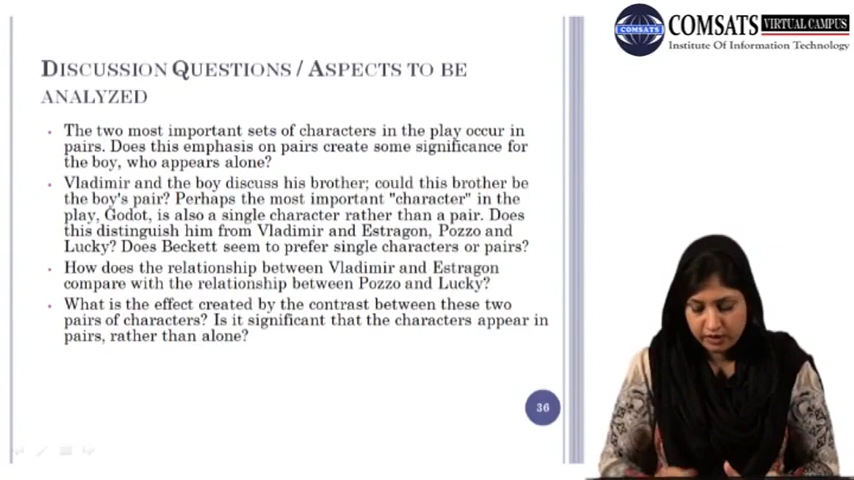 COMSATS
COMSATS VIRTUAL CAMPUS
Institute Of Information Technology
DISCUSSION QUESTIONS / ASPECTS TO BE
ANALYZED
The two most important sets of characters in the play occur in
pairs. Does this emphasis on pairs create some significance for
the boy, who appears alone?
Vladimir and the boy discuss his brother; could this brother be
the boy's pair? Perhaps the most important "character" in the
play, Godot, is also a single character rather than a pair. Does
this distinguish him from Vladimir and Estragon, Pozzo and
Lucky? Does Beckett seem to prefer single characters or pairs?
How does the relationship between Vladimir and Estragon
compare with the relationship between Pozzo and Lucky?
What is the effect created by the contrast between these two
pairs of characters? Is it significant that the characters appear in
pairs, rather than alone?
36